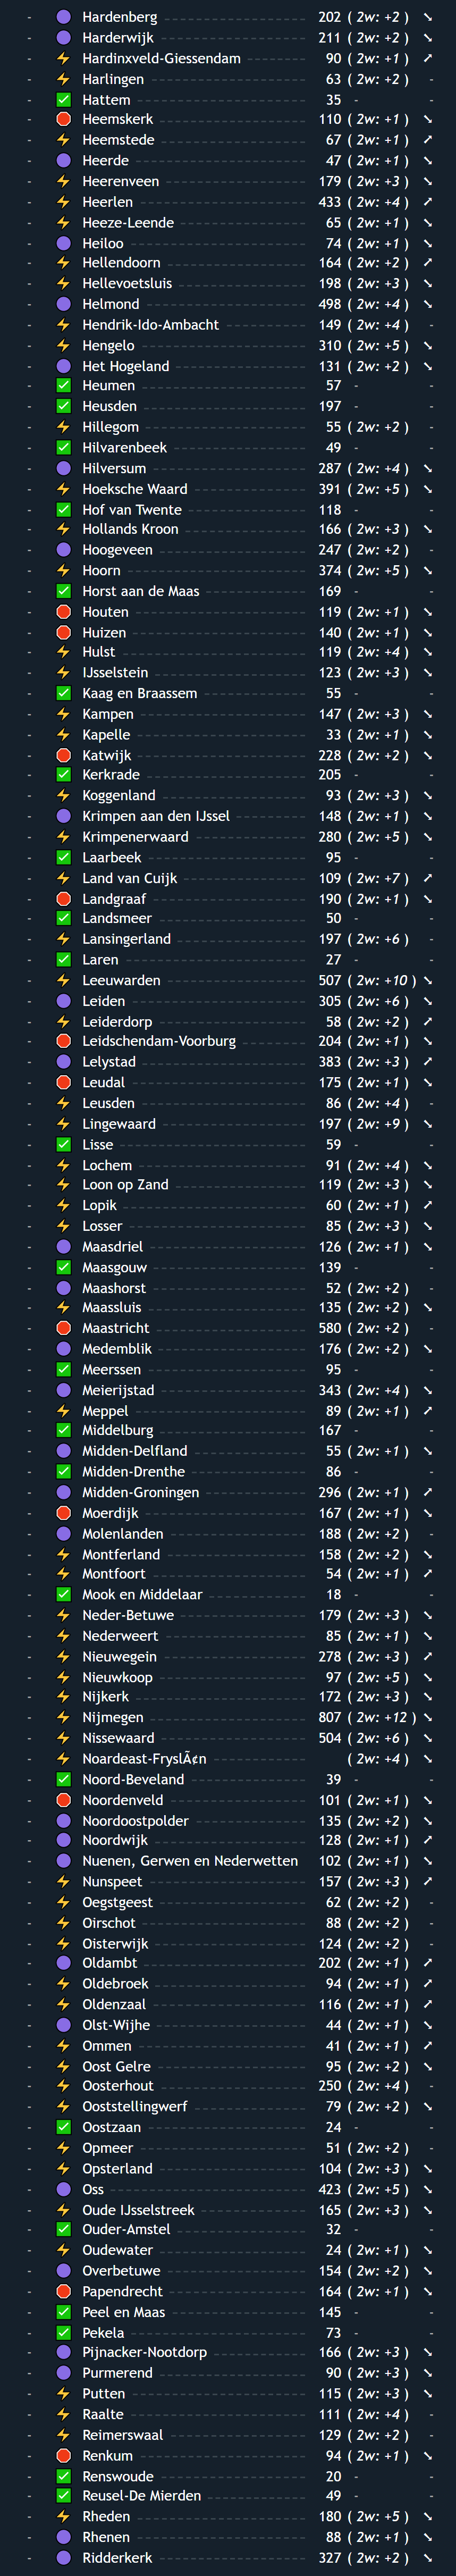 - 🟣 Hardenberg 202 ( 2w: +2 ) ↘
- 🟣 Harderwijk 211 ( 2w: +2 ) ↘
- ⚡ Hardinxveld-Giessendam 90 ( 2w: +1 ) ↗
- ⚡ Harlingen 63 ( 2w: +2 ) -
- ✅ Hattem 35 - -
- 🛑 Heemskerk 110 ( 2w: +1 ) ↘
- ⚡ Heemstede 67 ( 2w: +1 ) ↗
- 🟣 Heerde 47 ( 2w: +1 ) ↘
- ⚡ Heerenveen 179 ( 2w: +3 ) ↘
- ⚡ Heerlen 433 ( 2w: +4 ) ↗
- ⚡ Heeze-Leende 65 ( 2w: +1 ) ↘
- 🟣 Heiloo 74 ( 2w: +1 ) ↘
- ⚡ Hellendoorn 164 ( 2w: +2 ) ↗
- ⚡ Hellevoetsluis 198 ( 2w: +3 ) ↘
- 🟣 Helmond 498 ( 2w: +4 ) ↘
- ⚡ Hendrik-Ido-Ambacht 149 ( 2w: +4 ) -
- ⚡ Hengelo 310 ( 2w: +5 ) ↘
- 🟣 Het Hogeland 131 ( 2w: +2 ) ↘
- ✅ Heumen 57 - -
- ✅ Heusden 197 - -
- ⚡ Hillegom 55 ( 2w: +2 ) -
- ✅ Hilvarenbeek 49 - -
- 🟣 Hilversum 287 ( 2w: +4 ) ↘
- ⚡ Hoeksche Waard 391 ( 2w: +5 ) ↘
- ✅ Hof van Twente 118 - -
- ⚡ Hollands Kroon 166 ( 2w: +3 ) ↘
- 🟣 Hoogeveen 247 ( 2w: +2 ) -
- ⚡ Hoorn 374 ( 2w: +5 ) ↘
- ✅ Horst aan de Maas 169 - -
- 🛑 Houten 119 ( 2w: +1 ) ↘
- 🛑 Huizen 140 ( 2w: +1 ) ↘
- ⚡ Hulst 119 ( 2w: +4 ) ↘
- ⚡ IJsselstein 123 ( 2w: +3 ) ↘
- ✅ Kaag en Braassem 55 - -
- ⚡ Kampen 147 ( 2w: +3 ) ↘
- ⚡ Kapelle 33 ( 2w: +1 ) ↘
- 🛑 Katwijk 228 ( 2w: +2 ) ↘
- ✅ Kerkrade 205 - -
- ⚡ Koggenland 93 ( 2w: +3 ) ↘
- 🟣 Krimpen aan den IJssel 148 ( 2w: +1 ) ↘
- ⚡ Krimpenerwaard 280 ( 2w: +5 ) ↘
- ✅ Laarbeek 95 - -
- ⚡ Land van Cuijk 109 ( 2w: +7 ) ↗
- 🛑 Landgraaf 190 ( 2w: +1 ) ↘
- ✅ Landsmeer 50 - -
- ⚡ Lansingerland 197 ( 2w: +6 ) -
- ✅ Laren 27 - -
- ⚡ Leeuwarden 507 ( 2w: +10 ) ↘
- 🟣 Leiden 305 ( 2w: +6 ) ↘
- ⚡ Leiderdorp 58 ( 2w: +2 ) ↗
- 🛑 Leidschendam-Voorburg 204 ( 2w: +1 ) ↘
- 🟣 Lelystad 383 ( 2w: +3 ) ↗
- 🛑 Leudal 175 ( 2w: +1 ) ↘
- ⚡ Leusden 86 ( 2w: +4 ) -
- ⚡ Lingewaard 197 ( 2w: +9 ) ↘
- ✅ Lisse 59 - -
- ⚡ Lochem 91 ( 2w: +4 ) ↘
- ⚡ Loon op Zand 119 ( 2w: +3 ) ↘
- ⚡ Lopik 60 ( 2w: +1 ) ↗
- ⚡ Losser 85 ( 2w: +3 ) ↘
- 🟣 Maasdriel 126 ( 2w: +1 ) ↘
- ✅ Maasgouw 139 - -
- 🟣 Maashorst 52 ( 2w: +2 ) -
- ⚡ Maassluis 135 ( 2w: +2 ) ↘
- 🛑 Maastricht 580 ( 2w: +2 ) -
- 🟣 Medemblik 176 ( 2w: +2 ) ↘
- ✅ Meerssen 95 - -
- 🟣 Meierijstad 343 ( 2w: +4 ) ↘
- ⚡ Meppel 89 ( 2w: +1 ) ↗
- ✅ Middelburg 167 - -
- 🟣 Midden-Delfland 55 ( 2w: +1 ) ↘
- ✅ Midden-Drenthe 86 - -
- 🟣 Midden-Groningen 296 ( 2w: +1 ) ↗
- 🛑 Moerdijk 167 ( 2w: +1 ) ↘
- 🟣 Molenlanden 188 ( 2w: +2 ) -
- ⚡ Montferland 158 ( 2w: +2 ) ↘
- ⚡ Montfoort 54 ( 2w: +1 ) ↗
- ✅ Mook en Middelaar 18 - -
- ⚡ Neder-Betuwe 179 ( 2w: +3 ) ↘
- ⚡ Nederweert 85 ( 2w: +1 ) ↘
- ⚡ Nieuwegein 278 ( 2w: +3 ) ↗
- ⚡ Nieuwkoop 97 ( 2w: +5 ) ↘
- ⚡ Nijkerk 172 ( 2w: +3 ) ↘
- ⚡ Nijmegen 807 ( 2w: +12 ) ↘
- ⚡ Nissewaard 504 ( 2w: +6 ) ↘
- ⚡ Noardeast-FryslÃ¢n ( 2w: +4 ) ↘
- ✅ Noord-Beveland 39 - -
- 🛑 Noordenveld 101 ( 2w: +1 ) ↘
- 🟣 Noordoostpolder 135 ( 2w: +2 ) ↘
- 🟣 Noordwijk 128 ( 2w: +1 ) ↗
- 🟣 Nuenen, Gerwen en Nederwetten 102 ( 2w: +1 ) ↘
- ⚡ Nunspeet 157 ( 2w: +3 ) ↗
- ⚡ Oegstgeest 62 ( 2w: +2 ) -
- ⚡ Oirschot 88 ( 2w: +2 ) -
- ⚡ Oisterwijk 124 ( 2w: +2 ) -
- 🟣 Oldambt 202 ( 2w: +1 ) ↗
- ⚡ Oldebroek 94 ( 2w: +1 ) ↗
- ⚡ Oldenzaal 116 ( 2w: +1 ) ↗
- 🟣 Olst-Wijhe 44 ( 2w: +1 ) ↘
- ⚡ Ommen 41 ( 2w: +1 ) ↗
- ⚡ Oost Gelre 95 ( 2w: +2 ) ↘
- ⚡ Oosterhout 250 ( 2w: +4 ) -
- ⚡ Ooststellingwerf 79 ( 2w: +2 ) ↘
- ✅ Oostzaan 24 - -
- ⚡ Opmeer 51 ( 2w: +2 ) -
- ⚡ Opsterland 104 ( 2w: +3 ) ↘
- 🟣 Oss 423 ( 2w: +5 ) ↘
- ⚡ Oude IJsselstreek 165 ( 2w: +3 ) ↘
- ✅ Ouder-Amstel 32 - -
- ⚡ Oudewater 24 ( 2w: +1 ) ↘
- 🟣 Overbetuwe 154 ( 2w: +2 ) ↘
- 🛑 Papendrecht 164 ( 2w: +1 ) ↘
- ✅ Peel en Maas 145 - -
- ✅ Pekela 73 - -
- 🟣 Pijnacker-Nootdorp 166 ( 2w: +3 ) ↘
- 🟣 Purmerend 90 ( 2w: +3 ) ↘
- ⚡ Putten 115 ( 2w: +3 ) ↘
- ⚡ Raalte 111 ( 2w: +4 ) -
- ⚡ Reimerswaal 129 ( 2w: +2 ) -
- 🛑 Renkum 94 ( 2w: +1 ) ↘
- ✅ Renswoude 20 - -
- ✅ Reusel-De Mierden 49 - -
- ⚡ Rheden 180 ( 2w: +5 ) ↘
- 🟣 Rhenen 88 ( 2w: +1 ) ↘
- 🟣 Ridderkerk 327 ( 2w: +2 ) ↘